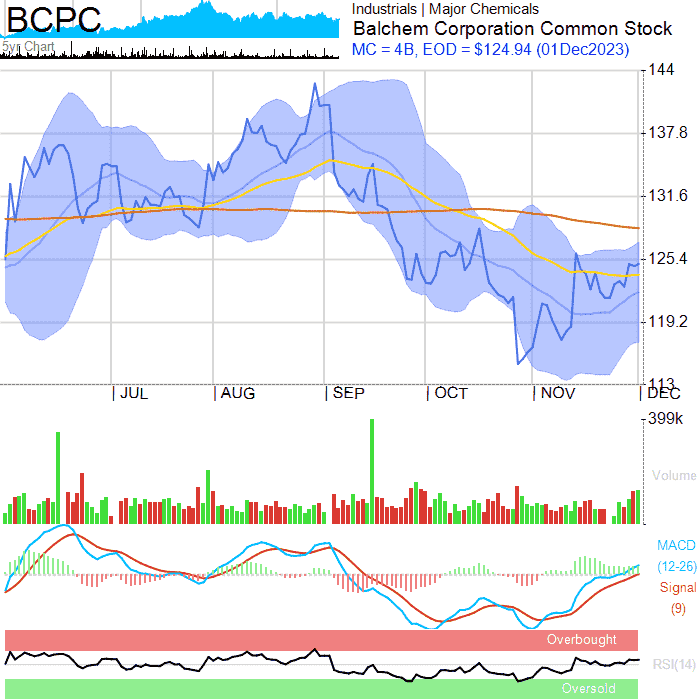 BCPC
5yr Chart
Industrials | Major Chemicals
Balchem Corporation Common Stock
MC = 4B, EOD = $124.94 (01Dec2023)
144
137.8
131.6
125.4
119.2
113
JUL AUG SEP OCT NOV DEC
399k
Volume
MACD
(12-26)
Signal
(9)
Overbought
RSI(14)
Oversold